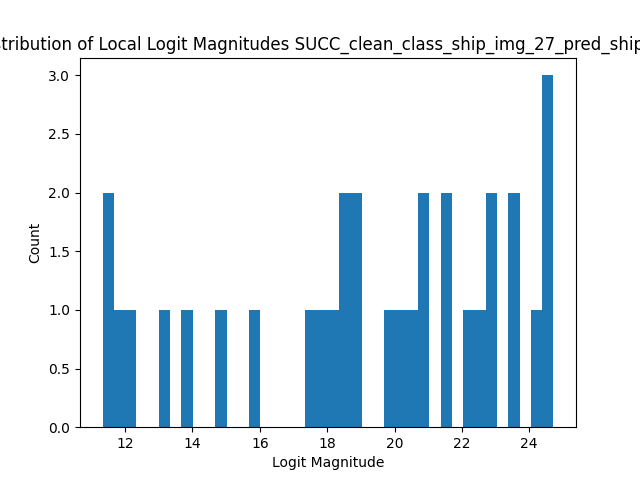 tribution of Local Logit Magnitudes SUCC_clean_class_ship_img_27_pred_ship
3.0
2.5
2.0
1.5
1.0
0.5
0.0
Count
12 14 16 18 20 22 24
Logit Magnitude